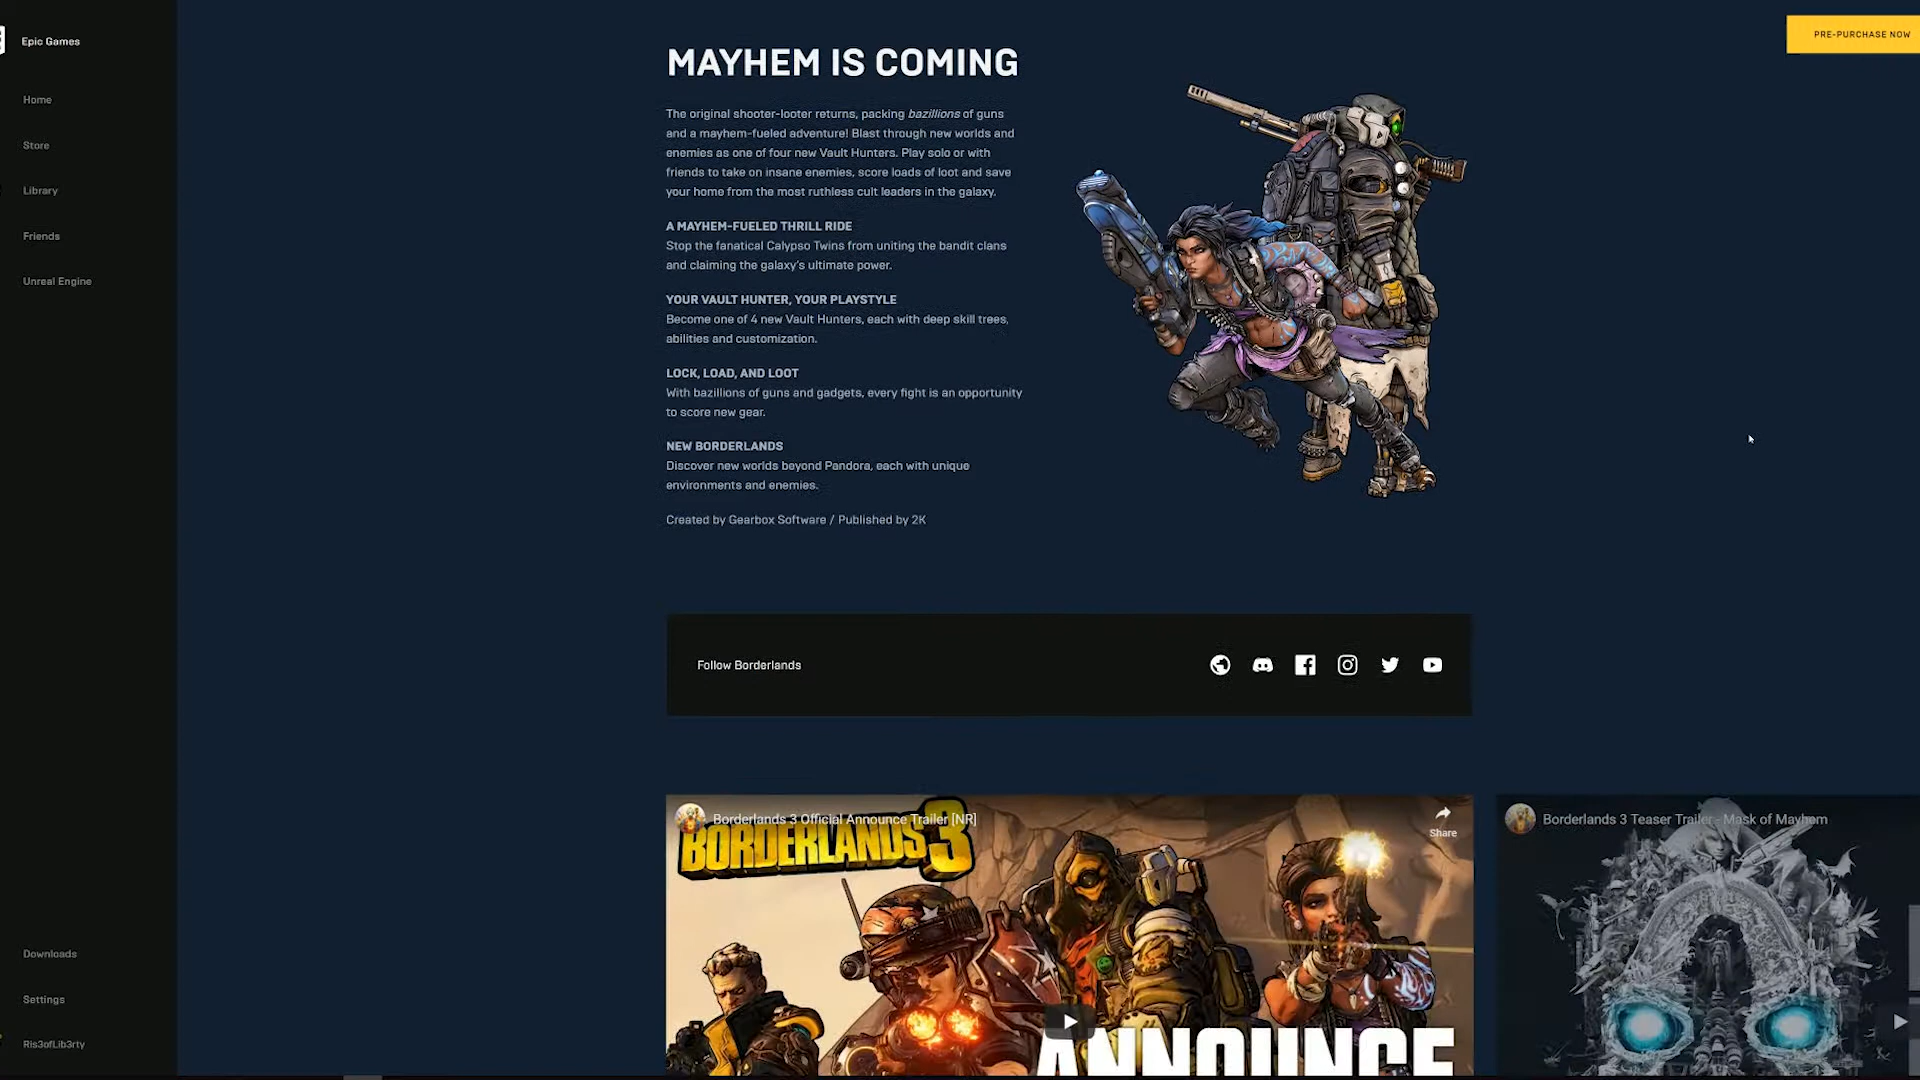 Epic Games
Home
Store
Library
Friends
Unreal Engine
Downloads
Settings
Ris3ofLib3rty
PRE-PURCHASE NOW
MAYHEM IS COMING
The original shooter-looter returns, packing bazillions of guns
and a mayhem-fueled adventure! Blast through new worlds and
enemies as one of four new Vault Hunters. Play solo or with
friends to take on insane enemies, score loads of loot and save
your home from the most ruthless cult leaders in the galaxy.
A MAYHEM-FUELED THRILL RIDE
Stop the fanatical Calypso Twins from uniting the bandit clans
and claiming the galaxy's ultimate power.
YOUR VAULT HUNTER, YOUR PLAYSTYLE
Become one of 4 new Vault Hunters, each with deep skill trees,
abilities and customization.
LOCK, LOAD, AND LOOT
With bazillions of guns and gadgets, every fight is an opportunity
to score new gear.
NEW BORDERLANDS
Discover new worlds beyond Pandora, each with unique
environments and enemies.
Created by Gearbox Software / Published by 2K
Follow Borderlands
Borderlands 3 Official Announce Trailer [NR]
Share
BORDERLANDS 3
ANNOUNCE
Borderlands 3 Teaser Trailer - Mask of Mayhem